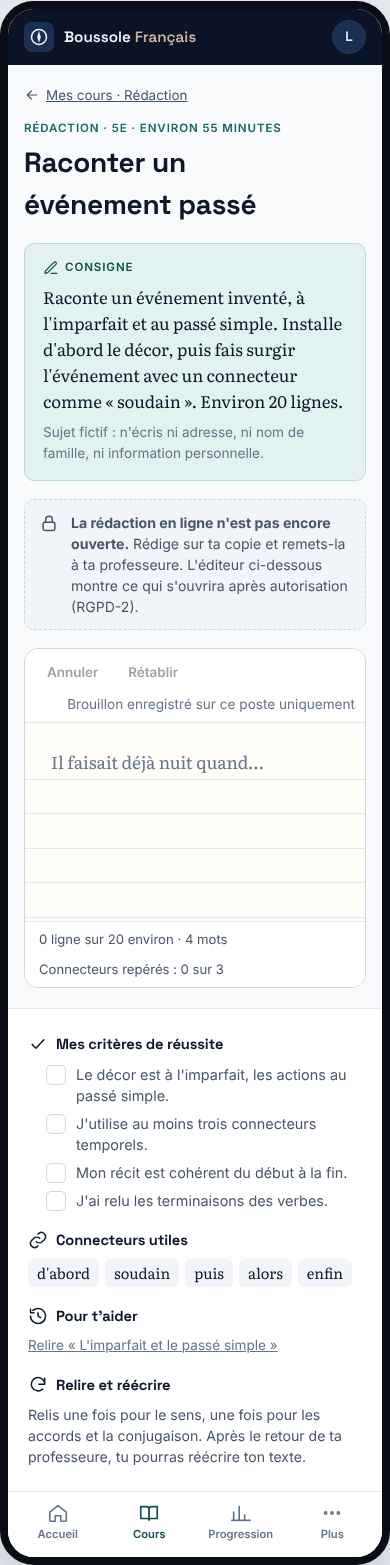 Boussole Français
L
← Mes cours · Rédaction
RÉDACTION · 5E · ENVIRON 55 MINUTES
Raconter un
événement passé
CONSIGNE
Raconte un événement inventé, à
l'imparfait et au passé simple. Installe
d'abord le décor, puis fais surgir
l'événement avec un connecteur
comme « soudain ». Environ 20 lignes.
Sujet fictif : n'écris ni adresse, ni nom de
famille, ni information personnelle.
La rédaction en ligne n'est pas encore
ouverte. Rédige sur ta copie et remets-la
à ta professeure. L'éditeur ci-dessous
montre ce qui s'ouvrira après autorisation
(RGPD-2).
Annuler Rétablir
Brouillon enregistré sur ce poste uniquement
Il faisait déjà nuit quand…
0 ligne sur 20 environ · 4 mots
Connecteurs repérés : 0 sur 3
Mes critères de réussite
Le décor est à l'imparfait, les actions au
passé simple.
J'utilise au moins trois connecteurs
temporels.
Mon récit est cohérent du début à la fin.
J'ai relu les terminaisons des verbes.
Connecteurs utiles
d'abord soudain puis alors enfin
Pour t’aider
Relire « L'imparfait et le passé simple »
Relire et réécrire
Relis une fois pour le sens, une fois pour les
accords et la conjugaison. Après le retour de ta
professeure, tu pourras réécrire ton texte.
Accueil Cours Progression Plus